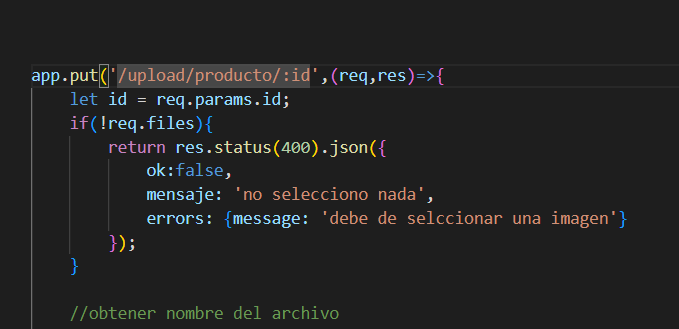 app.put('/upload/producto/:id',(req,res)=>{
let id = req.params.id;
if(!req.files){
return res.status(400).json({
ok:false,
mensaje: 'no selecciono nada',
errors: {message: 'debe de selccionar una imagen'}
});
}
//obtener nombre del archivo